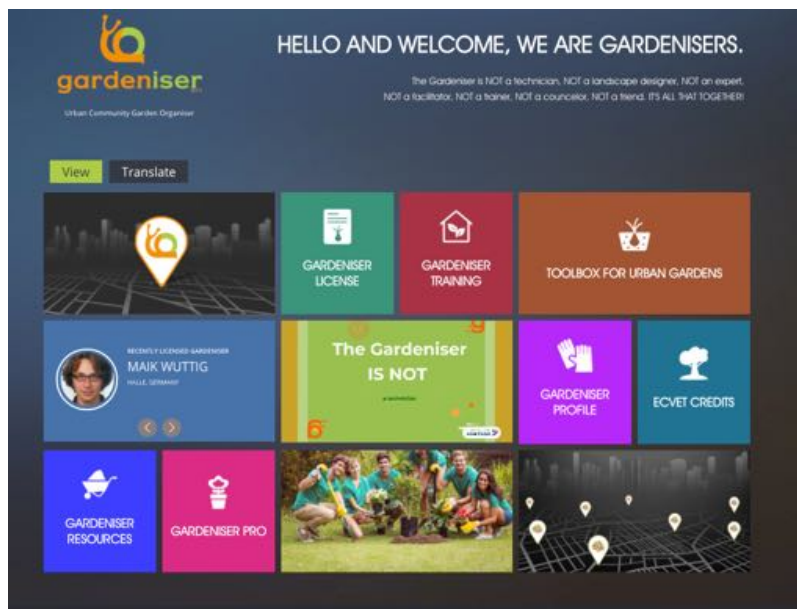 HELLO AND WELCOME, WE ARE GARDENISERS.
gardeniser
The Gardeniser is NOT a technician, NOT a landscape designer, NOT an expert,
NOT a facilitator, NOT a trainer, NOT a councelor, NOT a friend. IT'S ALL THAT TOGETHER!
Urban Community Garden Organiser
View
Translate
GARDENISER
LICENSE
GARDENISER
TRAINING
TOOLBOX FOR URBAN GARDENS
RECENTLY LICENSED GARDENISER
MAIK WUTTIG
HALLE, GERMANY
The Gardeniser
IS NOT
a technician
GARDENISER
PROFILE
ECVET CREDITS
GARDENISER
RESOURCES
GARDENISER PRO